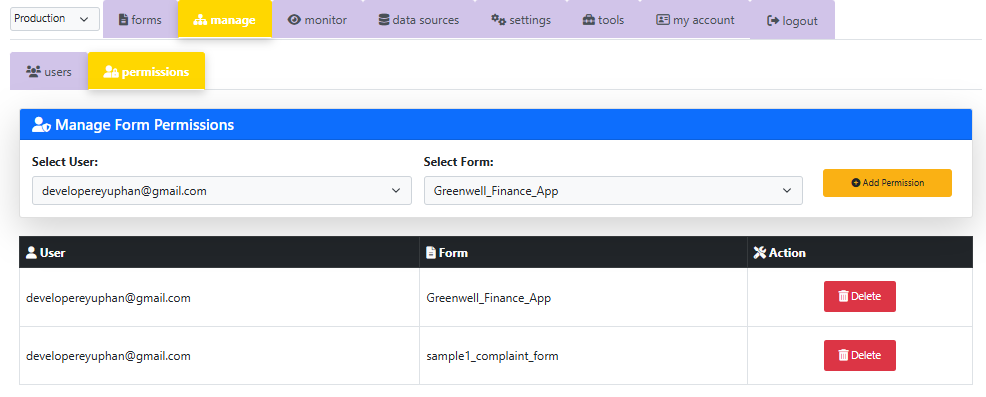 Production forms manage monitor data sources settings tools my account logout
users permissions
Manage Form Permissions
Select User: Select Form:
developereyuphan@gmail.com Greenwell_Finance_App Add Permission
User Form Action
developereyuphan@gmail.com Greenwell_Finance_App Delete
developereyuphan@gmail.com sample1_complaint_form Delete